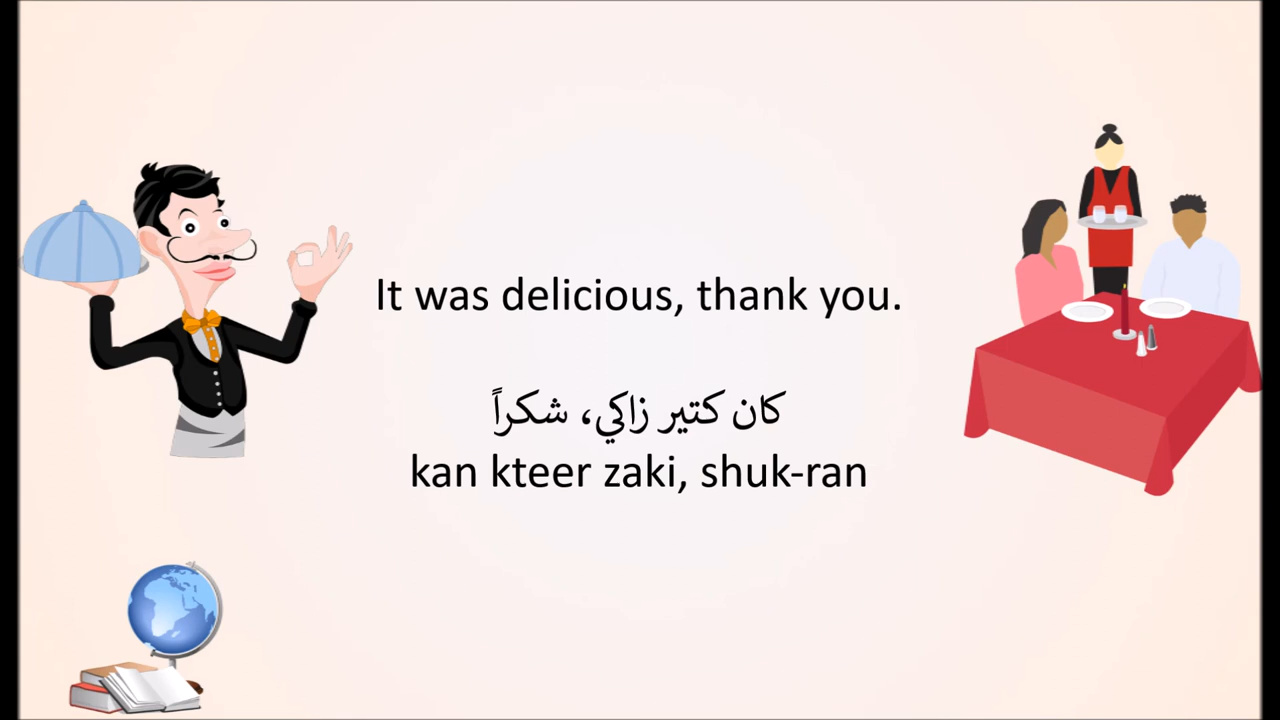 It was delicious, thank you.
كان كتير زاكي، شكراً
kan kteer zaki, shuk-ran